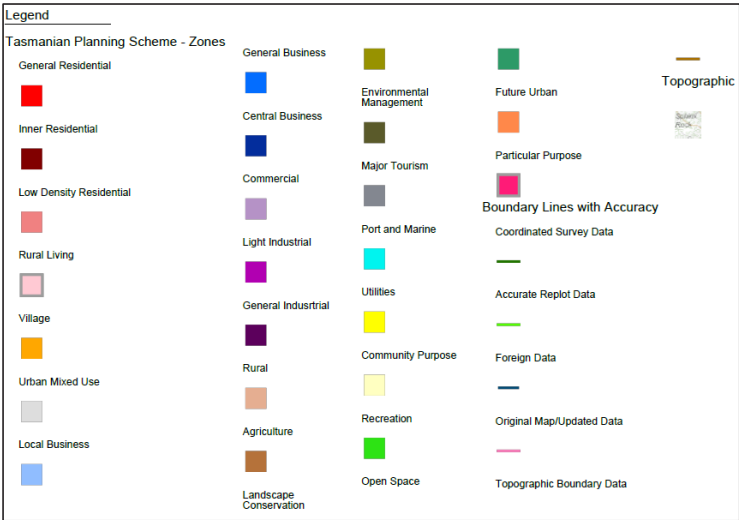 Legend
Tasmanian Planning Scheme - Zones
General Residential
Inner Residential
Low Density Residential
Rural Living
Village
Urban Mixed Use
Local Business
General Business
Central Business
Commercial
Light Industrial
General Indusrtrial
Rural
Agriculture
Landscape
Conservation
Environmental
Management
Major Tourism
Port and Marine
Utilities
Community Purpose
Recreation
Open Space
Future Urban
Particular Purpose
Boundary Lines with Accuracy
Coordinated Survey Data
Accurate Replot Data
Foreign Data
Original Map/Updated Data
Topographic Boundary Data
Topographic
Rock